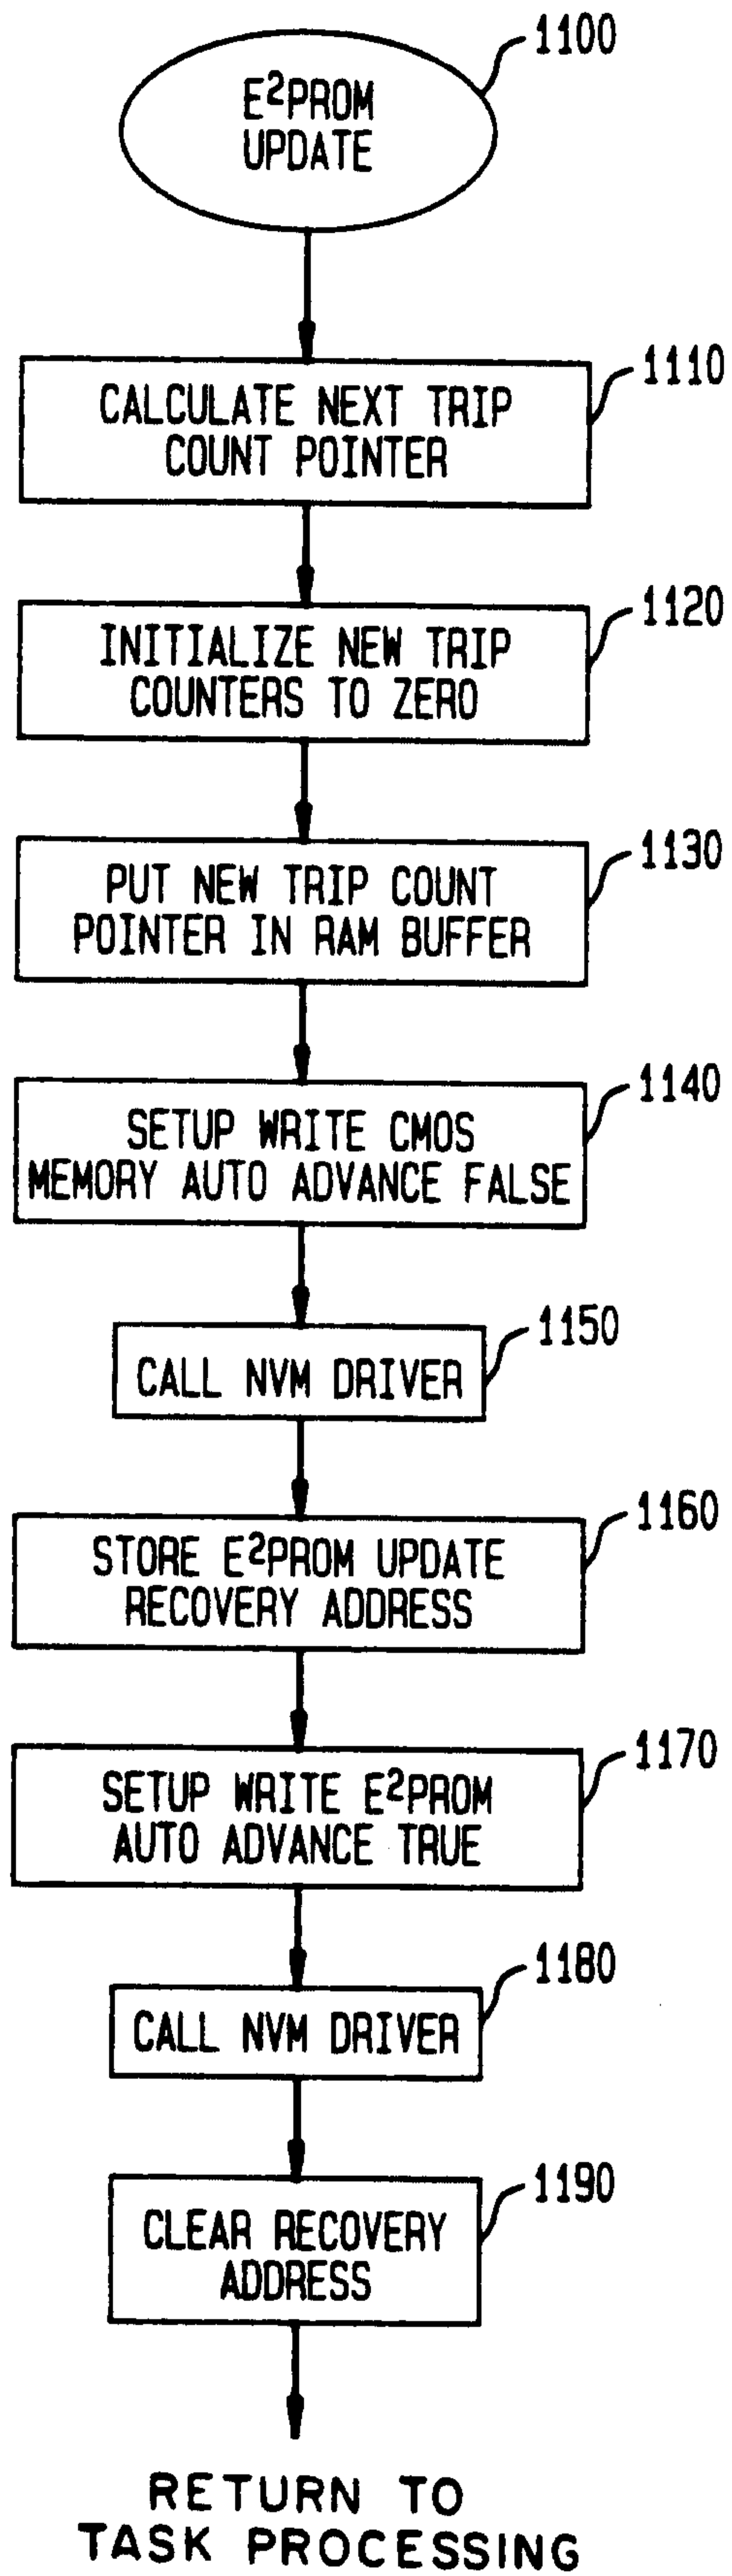 1100
E²PROM
UPDATE
1110
CALCULATE NEXT TRIP
COUNT POINTER
1120
INITIALIZE NEW TRIP
COUNTERS TO ZERO
1130
PUT NEW TRIP COUNT
POINTER IN RAM BUFFER
1140
SETUP WRITE CMOS
MEMORY AUTO ADVANCE FALSE
1150
CALL NVM DRIVER
1160
STORE E²PROM UPDATE
RECOVERY ADDRESS
1170
SETUP WRITE E²PROM
AUTO ADVANCE TRUE
1180
CALL NVM DRIVER
1190
CLEAR RECOVERY
ADDRESS
RETURN TO
TASK PROCESSING